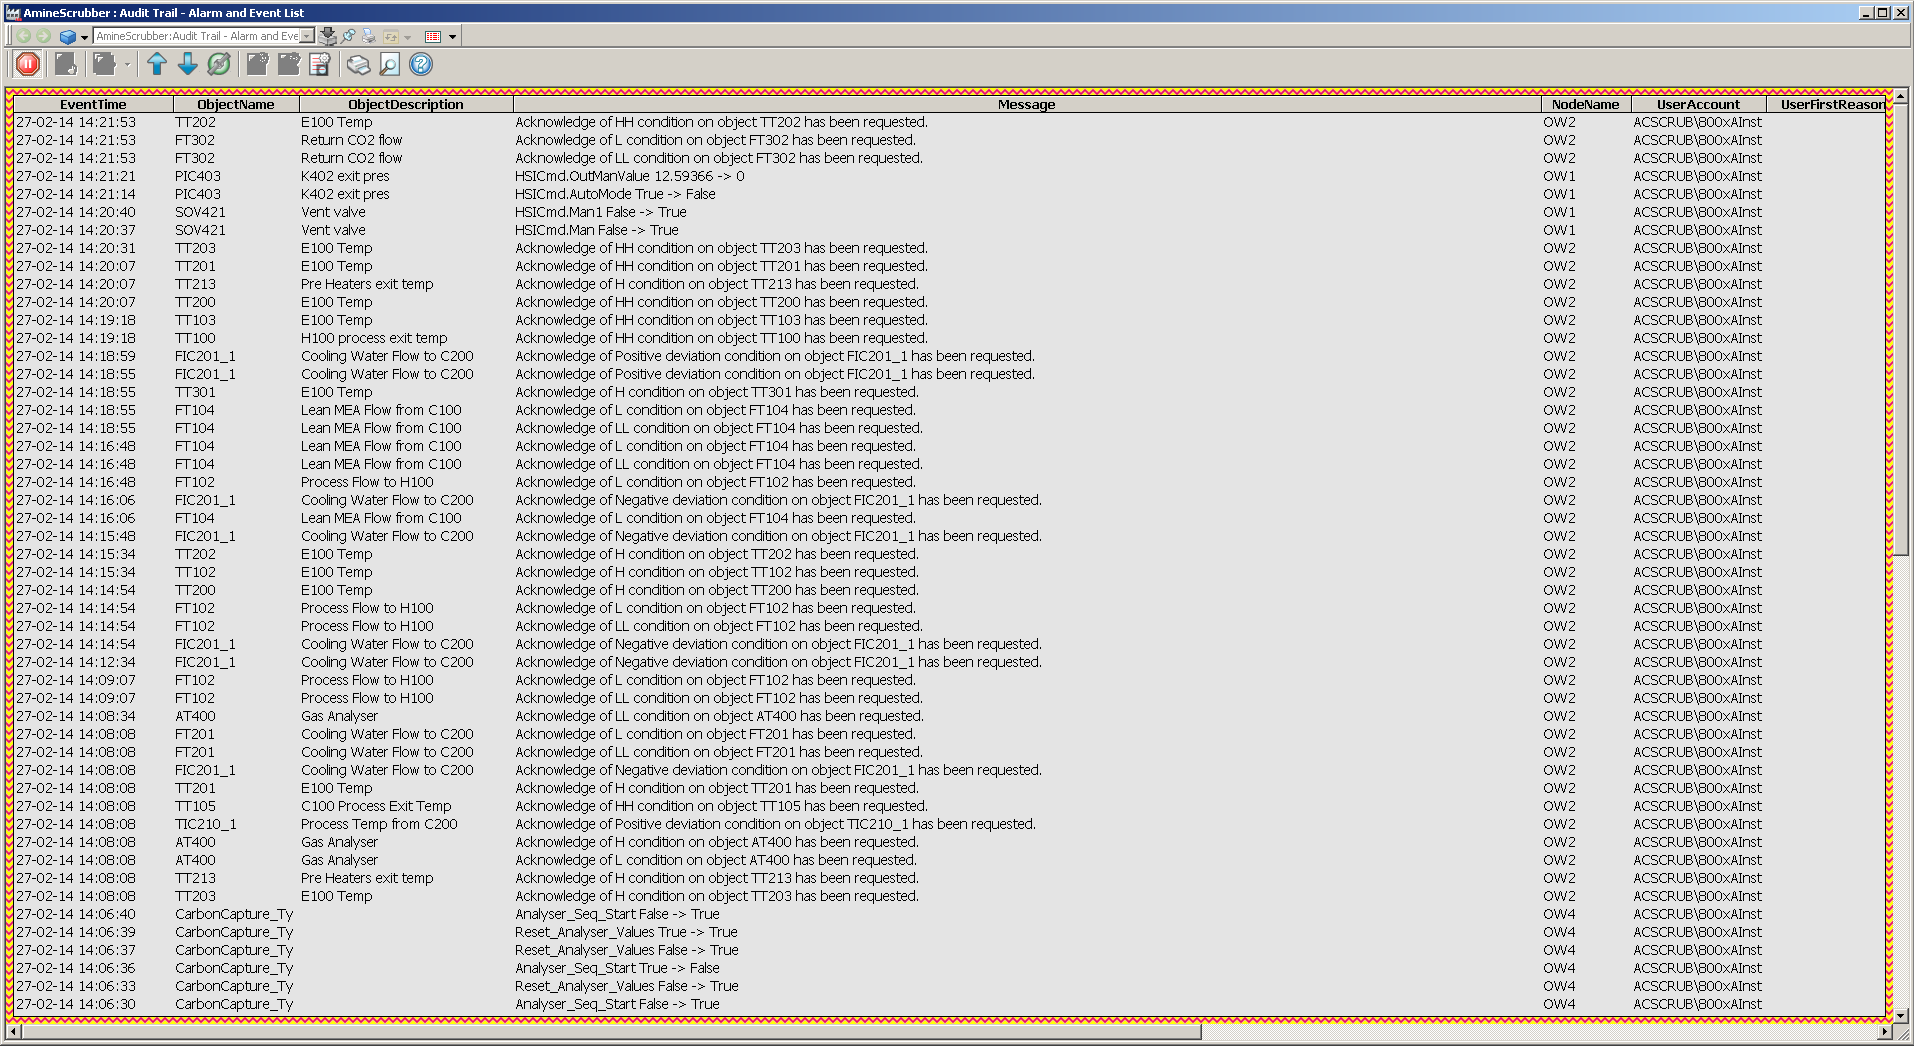 AmineScrubber : Audit Trail - Alarm and Event List
AmineScrubber:Audit Trail - Alarm and Eve
EventTime ObjectName ObjectDescription Message NodeName UserAccount UserFirstReason
27-02-14 14:21:53 TT202 E100 Temp Acknowledge of HH condition on object TT202 has been requested. OW2 ACSCRUB\800xAInst
27-02-14 14:21:53 FT302 Return CO2 flow Acknowledge of L condition on object FT302 has been requested. OW2 ACSCRUB\800xAInst
27-02-14 14:21:53 FT302 Return CO2 flow Acknowledge of LL condition on object FT302 has been requested. OW2 ACSCRUB\800xAInst
27-02-14 14:21:21 PIC403 K402 exit pres HSICmd.OutManValue 12.59366 -> 0 OW1 ACSCRUB\800xAInst
27-02-14 14:21:14 PIC403 K402 exit pres HSICmd.AutoMode True -> False OW1 ACSCRUB\800xAInst
27-02-14 14:20:40 SOV421 Vent valve HSICmd.Man1 False -> True OW1 ACSCRUB\800xAInst
27-02-14 14:20:37 SOV421 Vent valve HSICmd.Man False -> True OW1 ACSCRUB\800xAInst
27-02-14 14:20:31 TT203 E100 Temp Acknowledge of HH condition on object TT203 has been requested. OW2 ACSCRUB\800xAInst
27-02-14 14:20:07 TT201 E100 Temp Acknowledge of HH condition on object TT201 has been requested. OW2 ACSCRUB\800xAInst
27-02-14 14:20:07 TT213 Pre Heaters exit temp Acknowledge of H condition on object TT213 has been requested. OW2 ACSCRUB\800xAInst
27-02-14 14:20:07 TT200 E100 Temp Acknowledge of HH condition on object TT200 has been requested. OW2 ACSCRUB\800xAInst
27-02-14 14:19:18 TT103 E100 Temp Acknowledge of HH condition on object TT103 has been requested. OW2 ACSCRUB\800xAInst
27-02-14 14:19:18 TT100 H100 process exit temp Acknowledge of HH condition on object TT100 has been requested. OW2 ACSCRUB\800xAInst
27-02-14 14:18:59 FIC201_1 Cooling Water Flow to C200 Acknowledge of Positive deviation condition on object FIC201_1 has been requested. OW2 ACSCRUB\800xAInst
27-02-14 14:18:55 FIC201_1 Cooling Water Flow to C200 Acknowledge of Positive deviation condition on object FIC201_1 has been requested. OW2 ACSCRUB\800xAInst
27-02-14 14:18:55 TT301 E100 Temp Acknowledge of H condition on object TT301 has been requested. OW2 ACSCRUB\800xAInst
27-02-14 14:18:55 FT104 Lean MEA Flow from C100 Acknowledge of L condition on object FT104 has been requested. OW2 ACSCRUB\800xAInst
27-02-14 14:18:55 FT104 Lean MEA Flow from C100 Acknowledge of LL condition on object FT104 has been requested. OW2 ACSCRUB\800xAInst
27-02-14 14:16:48 FT104 Lean MEA Flow from C100 Acknowledge of L condition on object FT104 has been requested. OW2 ACSCRUB\800xAInst
27-02-14 14:16:48 FT104 Lean MEA Flow from C100 Acknowledge of LL condition on object FT104 has been requested. OW2 ACSCRUB\800xAInst
27-02-14 14:16:48 FT102 Process Flow to H100 Acknowledge of L condition on object FT102 has been requested. OW2 ACSCRUB\800xAInst
27-02-14 14:16:06 FIC201_1 Cooling Water Flow to C200 Acknowledge of Negative deviation condition on object FIC201_1 has been requested. OW2 ACSCRUB\800xAInst
27-02-14 14:16:06 FT104 Lean MEA Flow from C100 Acknowledge of L condition on object FT104 has been requested. OW2 ACSCRUB\800xAInst
27-02-14 14:15:48 FIC201_1 Cooling Water Flow to C200 Acknowledge of Negative deviation condition on object FIC201_1 has been requested. OW2 ACSCRUB\800xAInst
27-02-14 14:15:34 TT202 E100 Temp Acknowledge of H condition on object TT202 has been requested. OW2 ACSCRUB\800xAInst
27-02-14 14:15:34 TT102 E100 Temp Acknowledge of H condition on object TT102 has been requested. OW2 ACSCRUB\800xAInst
27-02-14 14:14:54 TT200 E100 Temp Acknowledge of H condition on object TT200 has been requested. OW2 ACSCRUB\800xAInst
27-02-14 14:14:54 FT102 Process Flow to H100 Acknowledge of L condition on object FT102 has been requested. OW2 ACSCRUB\800xAInst
27-02-14 14:14:54 FT102 Process Flow to H100 Acknowledge of LL condition on object FT102 has been requested. OW2 ACSCRUB\800xAInst
27-02-14 14:14:54 FIC201_1 Cooling Water Flow to C200 Acknowledge of Negative deviation condition on object FIC201_1 has been requested. OW2 ACSCRUB\800xAInst
27-02-14 14:12:34 FIC201_1 Cooling Water Flow to C200 Acknowledge of Negative deviation condition on object FIC201_1 has been requested. OW2 ACSCRUB\800xAInst
27-02-14 14:09:07 FT102 Process Flow to H100 Acknowledge of L condition on object FT102 has been requested. OW2 ACSCRUB\800xAInst
27-02-14 14:09:07 FT102 Process Flow to H100 Acknowledge of LL condition on object FT102 has been requested. OW2 ACSCRUB\800xAInst
27-02-14 14:08:34 AT400 Gas Analyser Acknowledge of LL condition on object AT400 has been requested. OW2 ACSCRUB\800xAInst
27-02-14 14:08:08 FT201 Cooling Water Flow to C200 Acknowledge of L condition on object FT201 has been requested. OW2 ACSCRUB\800xAInst
27-02-14 14:08:08 FT201 Cooling Water Flow to C200 Acknowledge of LL condition on object FT201 has been requested. OW2 ACSCRUB\800xAInst
27-02-14 14:08:08 FIC201_1 Cooling Water Flow to C200 Acknowledge of Negative deviation condition on object FIC201_1 has been requested. OW2 ACSCRUB\800xAInst
27-02-14 14:08:08 TT201 E100 Temp Acknowledge of H condition on object TT201 has been requested. OW2 ACSCRUB\800xAInst
27-02-14 14:08:08 TT105 C100 Process Exit Temp Acknowledge of HH condition on object TT105 has been requested. OW2 ACSCRUB\800xAInst
27-02-14 14:08:08 TIC210_1 Process Temp from C200 Acknowledge of Positive deviation condition on object TIC210_1 has been requested. OW2 ACSCRUB\800xAInst
27-02-14 14:08:08 AT400 Gas Analyser Acknowledge of H condition on object AT400 has been requested. OW2 ACSCRUB\800xAInst
27-02-14 14:08:08 AT400 Gas Analyser Acknowledge of L condition on object AT400 has been requested. OW2 ACSCRUB\800xAInst
27-02-14 14:08:08 TT213 Pre Heaters exit temp Acknowledge of H condition on object TT213 has been requested. OW2 ACSCRUB\800xAInst
27-02-14 14:08:08 TT203 E100 Temp Acknowledge of H condition on object TT203 has been requested. OW2 ACSCRUB\800xAInst
27-02-14 14:06:40 CarbonCapture_Ty Analyser_Seq_Start False -> True OW4 ACSCRUB\800xAInst
27-02-14 14:06:39 CarbonCapture_Ty Reset_Analyser_Values True -> True OW4 ACSCRUB\800xAInst
27-02-14 14:06:37 CarbonCapture_Ty Reset_Analyser_Values False -> True OW4 ACSCRUB\800xAInst
27-02-14 14:06:36 CarbonCapture_Ty Analyser_Seq_Start True -> False OW4 ACSCRUB\800xAInst
27-02-14 14:06:33 CarbonCapture_Ty Reset_Analyser_Values False -> True OW4 ACSCRUB\800xAInst
27-02-14 14:06:30 CarbonCapture_Ty Analyser_Seq_Start False -> True OW4 ACSCRUB\800xAInst